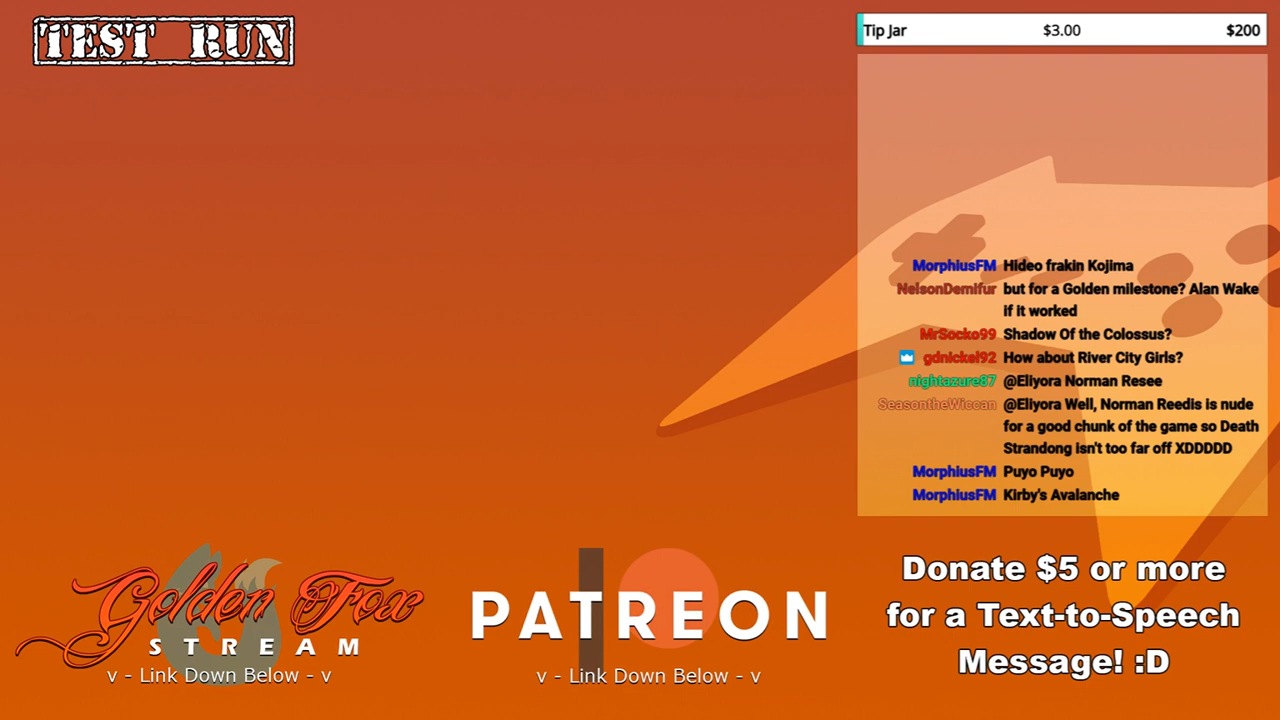 TEST RUN
Tip Jar $3.00 $200
MorphiusFM Hideo frakin Kojima
NelsonDemifur but for a Golden milestone? Alan Wake
if it worked
MrSocko99 Shadow Of the Colossus?
gdnickel92 How about River City Girls?
nightazure87 @Eliyora Norman Resee
SeasontheWiccan @Eliyora Well, Norman Reedis is nude
for a good chunk of the game so Death
Strandong isn't too far off XDDDDD
MorphiusFM Puyo Puyo
MorphiusFM Kirby's Avalanche
Golden Fox
STREAM
v - Link Down Below - v
PATREON
v - Link Down Below - v
Donate $5 or more
for a Text-to-Speech
Message! :D